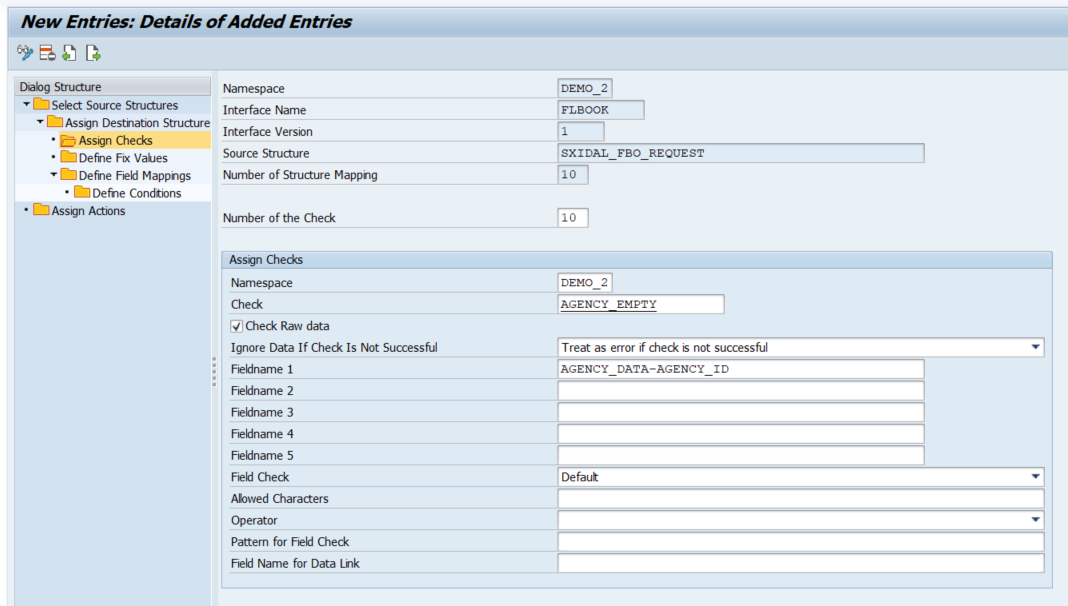 New Entries: Details of Added Entries
Dialog Structure
Select Source Structures
Assign Destination Structure
Assign Checks
Define Fix Values
Define Field Mappings
Define Conditions
Assign Actions
Namespace DEMO_2
Interface Name FLBOOK
Interface Version 1
Source Structure SXIDAL_FBO_REQUEST
Number of Structure Mapping 10
Number of the Check 10
Assign Checks
Namespace DEMO_2
Check AGENCY_EMPTY
Check Raw data
Ignore Data If Check Is Not Successful Treat as error if check is not successful
Fieldname 1 AGENCY_DATA-AGENCY_ID
Fieldname 2
Fieldname 3
Fieldname 4
Fieldname 5
Field Check Default
Allowed Characters
Operator
Pattern for Field Check
Field Name for Data Link